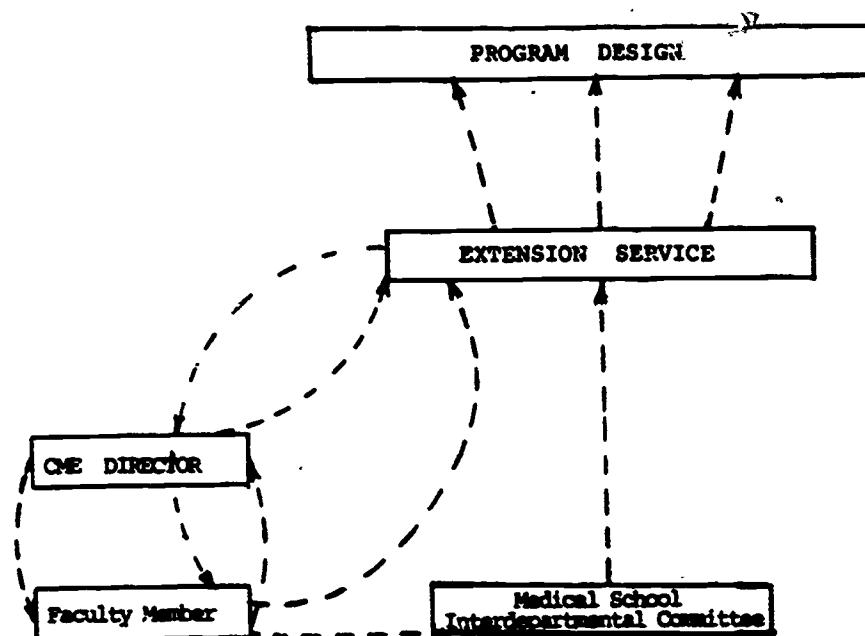 PROGRAM DESIGN
EXTENSION SERVICE
CME DIRECTOR
Faculty Member
Medical School
Interdepartmental Committee